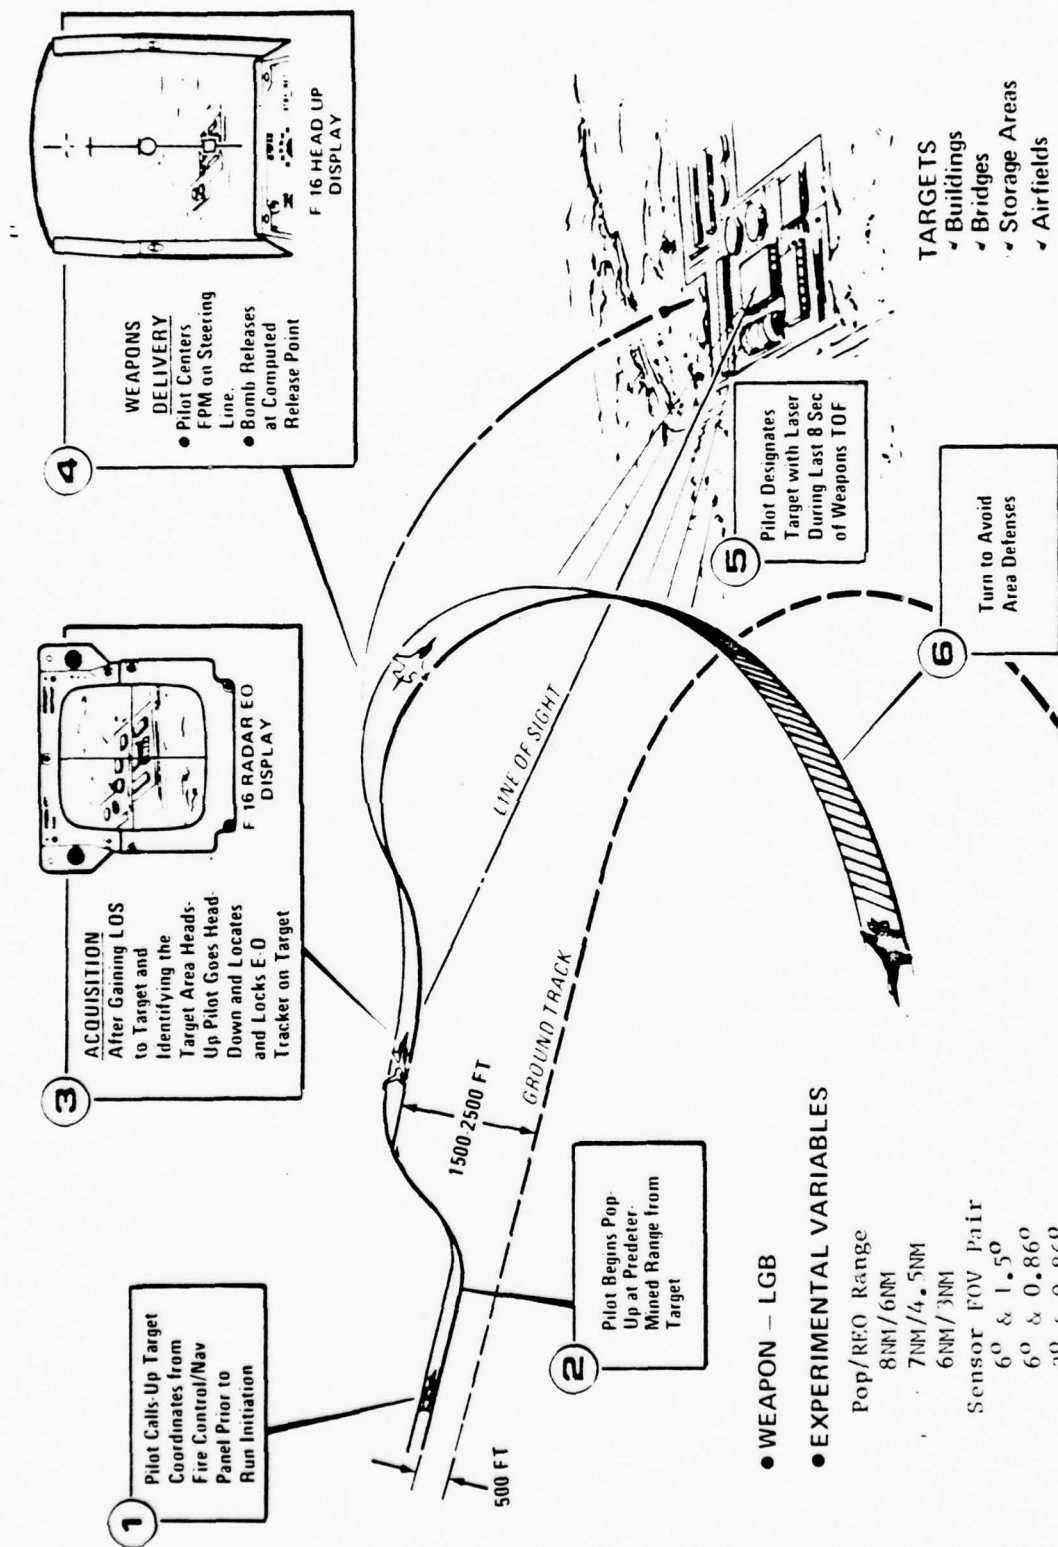 1
Pilot Calls-Up Target
Coordinates from
Fire Control/Nav
Panel Prior to
Run Initiation
500 FT
2
Pilot Begins Pop-
Up at Predeter-
Mined Range from
Target
3
ACQUISITION
After Gaining LOS
to Target and
Identifying the
Target Area Heads-
Up Pilot Goes Head-
Down and Locates
and Locks E-O
Tracker on Target
F 16 RADAR EO
DISPLAY
1500-2500 FT
GROUND TRACK
LINE OF SIGHT
4
WEAPONS
DELIVERY
● Pilot Centers
FPM on Steering
Line.
● Bomb Releases
at Computed
Release Point
F 16 HEAD UP
DISPLAY
5
Pilot Designates
Target with Laser
During Last 8 Sec
of Weapons TOF
6
Turn to Avoid
Area Defenses
TARGETS
✓ Buildings
✓ Bridges
✓ Storage Areas
✓ Airfields
● WEAPON – LGB
● EXPERIMENTAL VARIABLES
Pop/REO Range
8NM/6NM
7NM/4.5NM
6NM/3NM
Sensor FOV Pair
6° & 1.5°
6° & 0.86°
& 0.86°